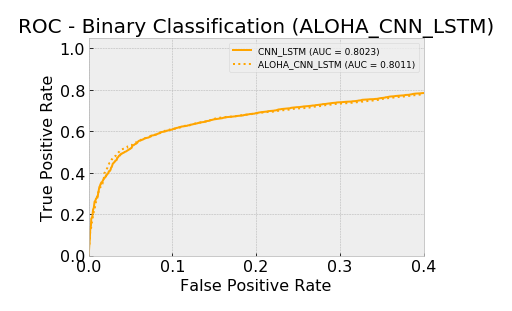 ROC - Binary Classification (ALOHA_CNN_LSTM)
CNN_LSTM (AUC = 0.8023)
ALOHA_CNN_LSTM (AUC = 0.8011)
True Positive Rate
1.0
0.8
0.6
0.4
0.2
0.0
0.0 0.1 0.2 0.3 0.4
False Positive Rate